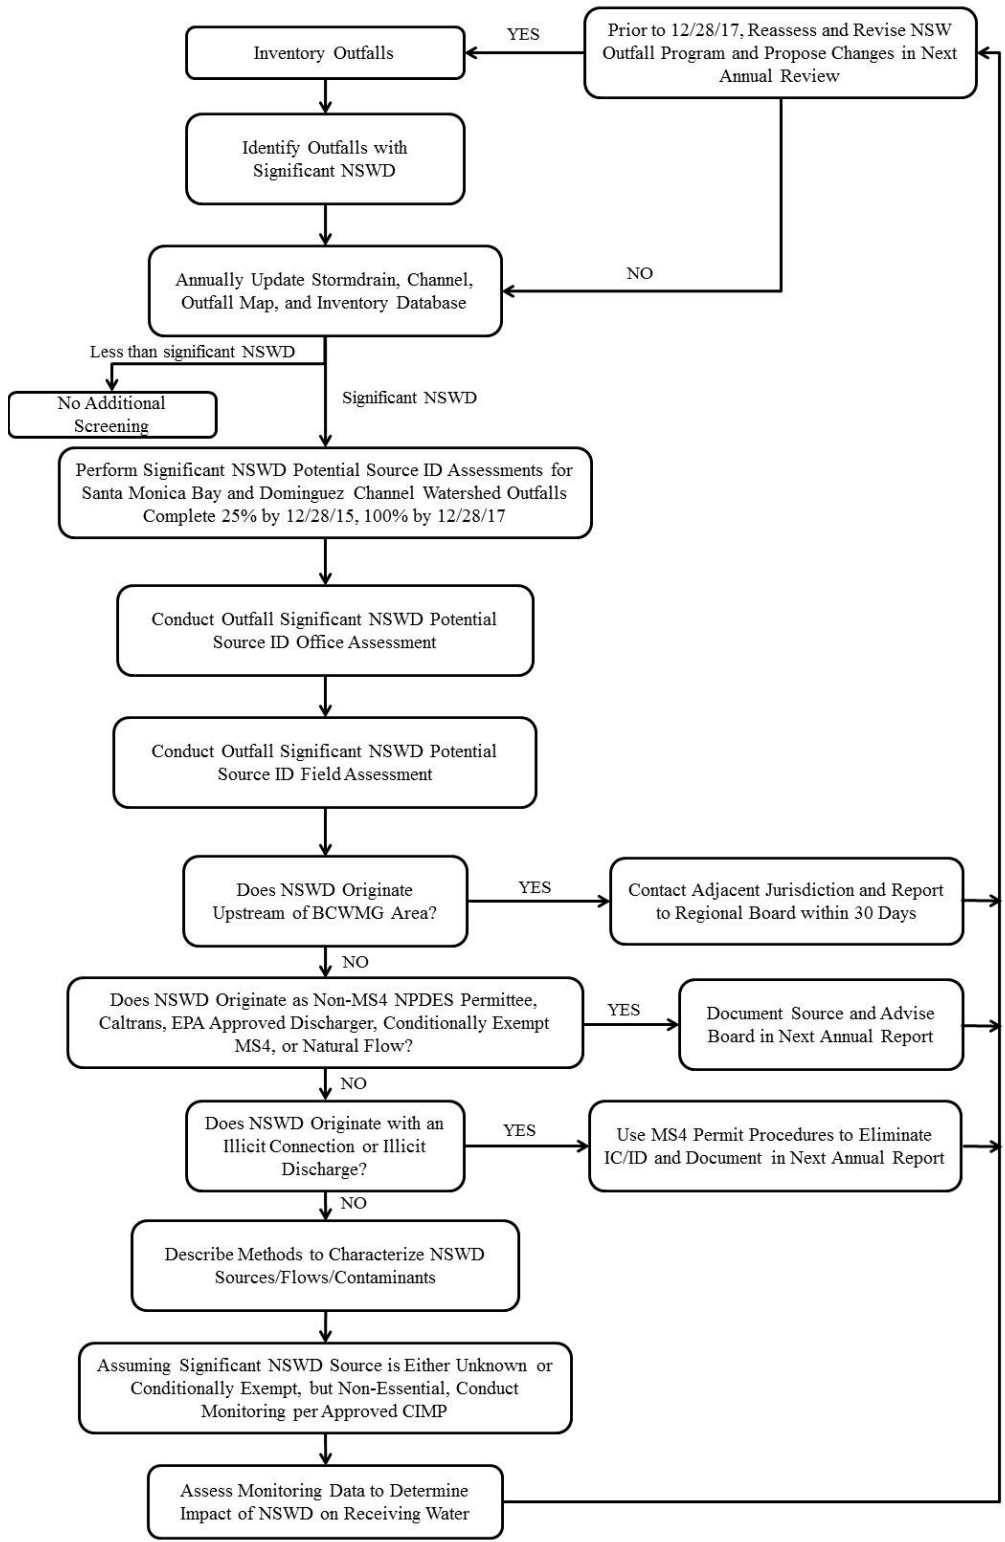 Inventory Outfalls
YES
Prior to 12/28/17, Reassess and Revise NSW
Outfall Program and Propose Changes in Next
Annual Review
Identify Outfalls with
Significant NSWD
Annually Update Stormdrain, Channel,
Outfall Map, and Inventory Database
NO
Less than significant NSWD
No Additional
Screening
Significant NSWD
Perform Significant NSWD Potential Source ID Assessments for
Santa Monica Bay and Dominguez Channel Watershed Outfalls
Complete 25% by 12/28/15, 100% by 12/28/17
Conduct Outfall Significant NSWD Potential
Source ID Office Assessment
Conduct Outfall Significant NSWD Potential
Source ID Field Assessment
Does NSWD Originate
Upstream of BCWMG Area?
YES
Contact Adjacent Jurisdiction and Report
to Regional Board within 30 Days
NO
Does NSWD Originate as Non-MS4 NPDES Permittee,
Caltrans, EPA Approved Discharger, Conditionally Exempt
MS4, or Natural Flow?
YES
Document Source and Advise
Board in Next Annual Report
NO
Does NSWD Originate with an
Illicit Connection or Illicit
Discharge?
YES
Use MS4 Permit Procedures to Eliminate
IC/ID and Document in Next Annual Report
NO
Describe Methods to Characterize NSWD
Sources/Flows/Contaminants
Assuming Significant NSWD Source is Either Unknown or
Conditionally Exempt, but Non-Essential, Conduct
Monitoring per Approved CIMP
Assess Monitoring Data to Determine
Impact of NSWD on Receiving Water